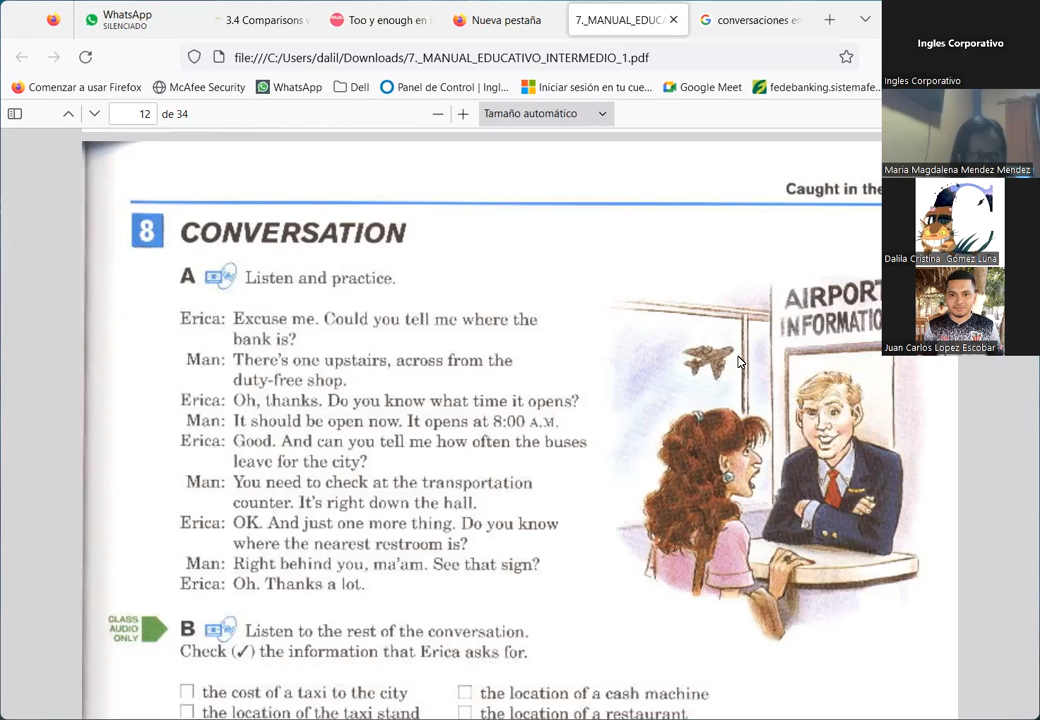 WhatsApp
SILENCIADO
3.4 Comparisons w
Too y enough en i
Nueva pestaña
7._MANUAL_EDUCA
conversaciones en
file:///C:/Users/dalil/Downloads/7._MANUAL_EDUCATIVO_INTERMEDIO_1.pdf
Comenzar a usar Firefox
McAfee Security
WhatsApp
Dell
Panel de Control | Ingl...
Iniciar sesión en tu cue...
Google Meet
fedebanking.sistemafe...
12 de 34
Tamaño automático
Ingles Corporativo
Ingles Corporativo
Maria Magdalena Mendez Mendez
Dalila Cristina Gómez Luna
Juan Carlos Lopez Escobar
Caught in the
8 CONVERSATION
A Listen and practice.
Erica: Excuse me. Could you tell me where the
bank is?
Man: There's one upstairs, across from the
duty-free shop.
Erica: Oh, thanks. Do you know what time it opens?
Man: It should be open now. It opens at 8:00 A.M.
Erica: Good. And can you tell me how often the buses
leave for the city?
Man: You need to check at the transportation
counter. It's right down the hall.
Erica: OK. And just one more thing. Do you know
where the nearest restroom is?
Man: Right behind you, ma'am. See that sign?
Erica: Oh. Thanks a lot.
AIRPORT
INFORMATIO
CLASS
AUDIO
ONLY
B Listen to the rest of the conversation.
Check (✓) the information that Erica asks for.
the cost of a taxi to the city
the location of a cash machine
the location of the taxi stand
the location of a restaurant